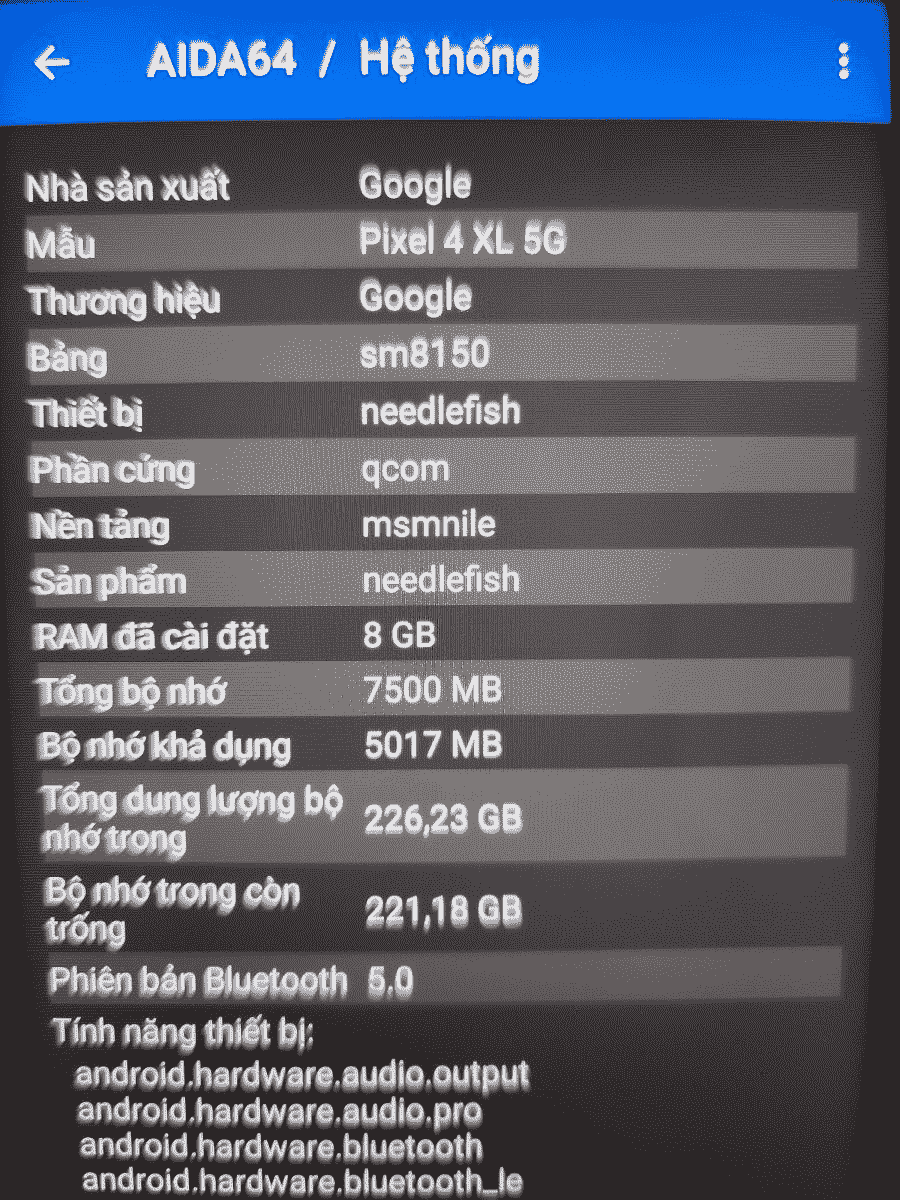 AIDA64 / Hệ thống
Nhà sản xuất Google
Mẫu Pixel 4 XL 5G
Thương hiệu Google
Bảng sm8150
Thiết bị needlefish
Phần cứng qcom
Nền tảng msmnile
Sản phẩm needlefish
RAM đã cài đặt 8 GB
Tổng bộ nhớ 7500 MB
Bộ nhớ khả dụng 5017 MB
Tổng dung lượng bộ
nhớ trong 226,23 GB
Bộ nhớ trong còn
trống 221,18 GB
Phiên bản Bluetooth 5.0
Tính năng thiết bị:
android.hardware.audio.output
android.hardware.audio.pro
android.hardware.bluetooth
android.hardware.bluetooth_le